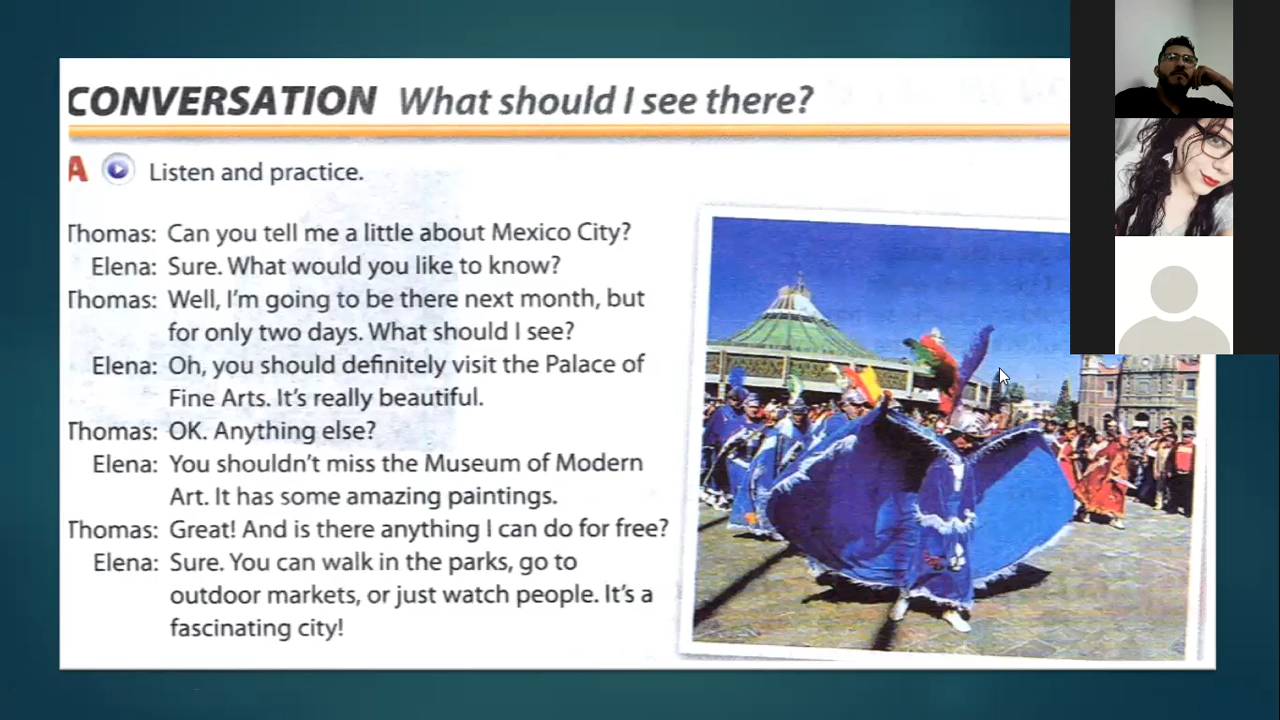 CONVERSATION What should I see there?
A Listen and practice.
Thomas: Can you tell me a little about Mexico City?
Elena: Sure. What would you like to know?
Thomas: Well, I'm going to be there next month, but
for only two days. What should I see?
Elena: Oh, you should definitely visit the Palace of
Fine Arts. It's really beautiful.
Thomas: OK. Anything else?
Elena: You shouldn't miss the Museum of Modern
Art. It has some amazing paintings.
Thomas: Great! And is there anything I can do for free?
Elena: Sure. You can walk in the parks, go to
outdoor markets, or just watch people. It's a
fascinating city!